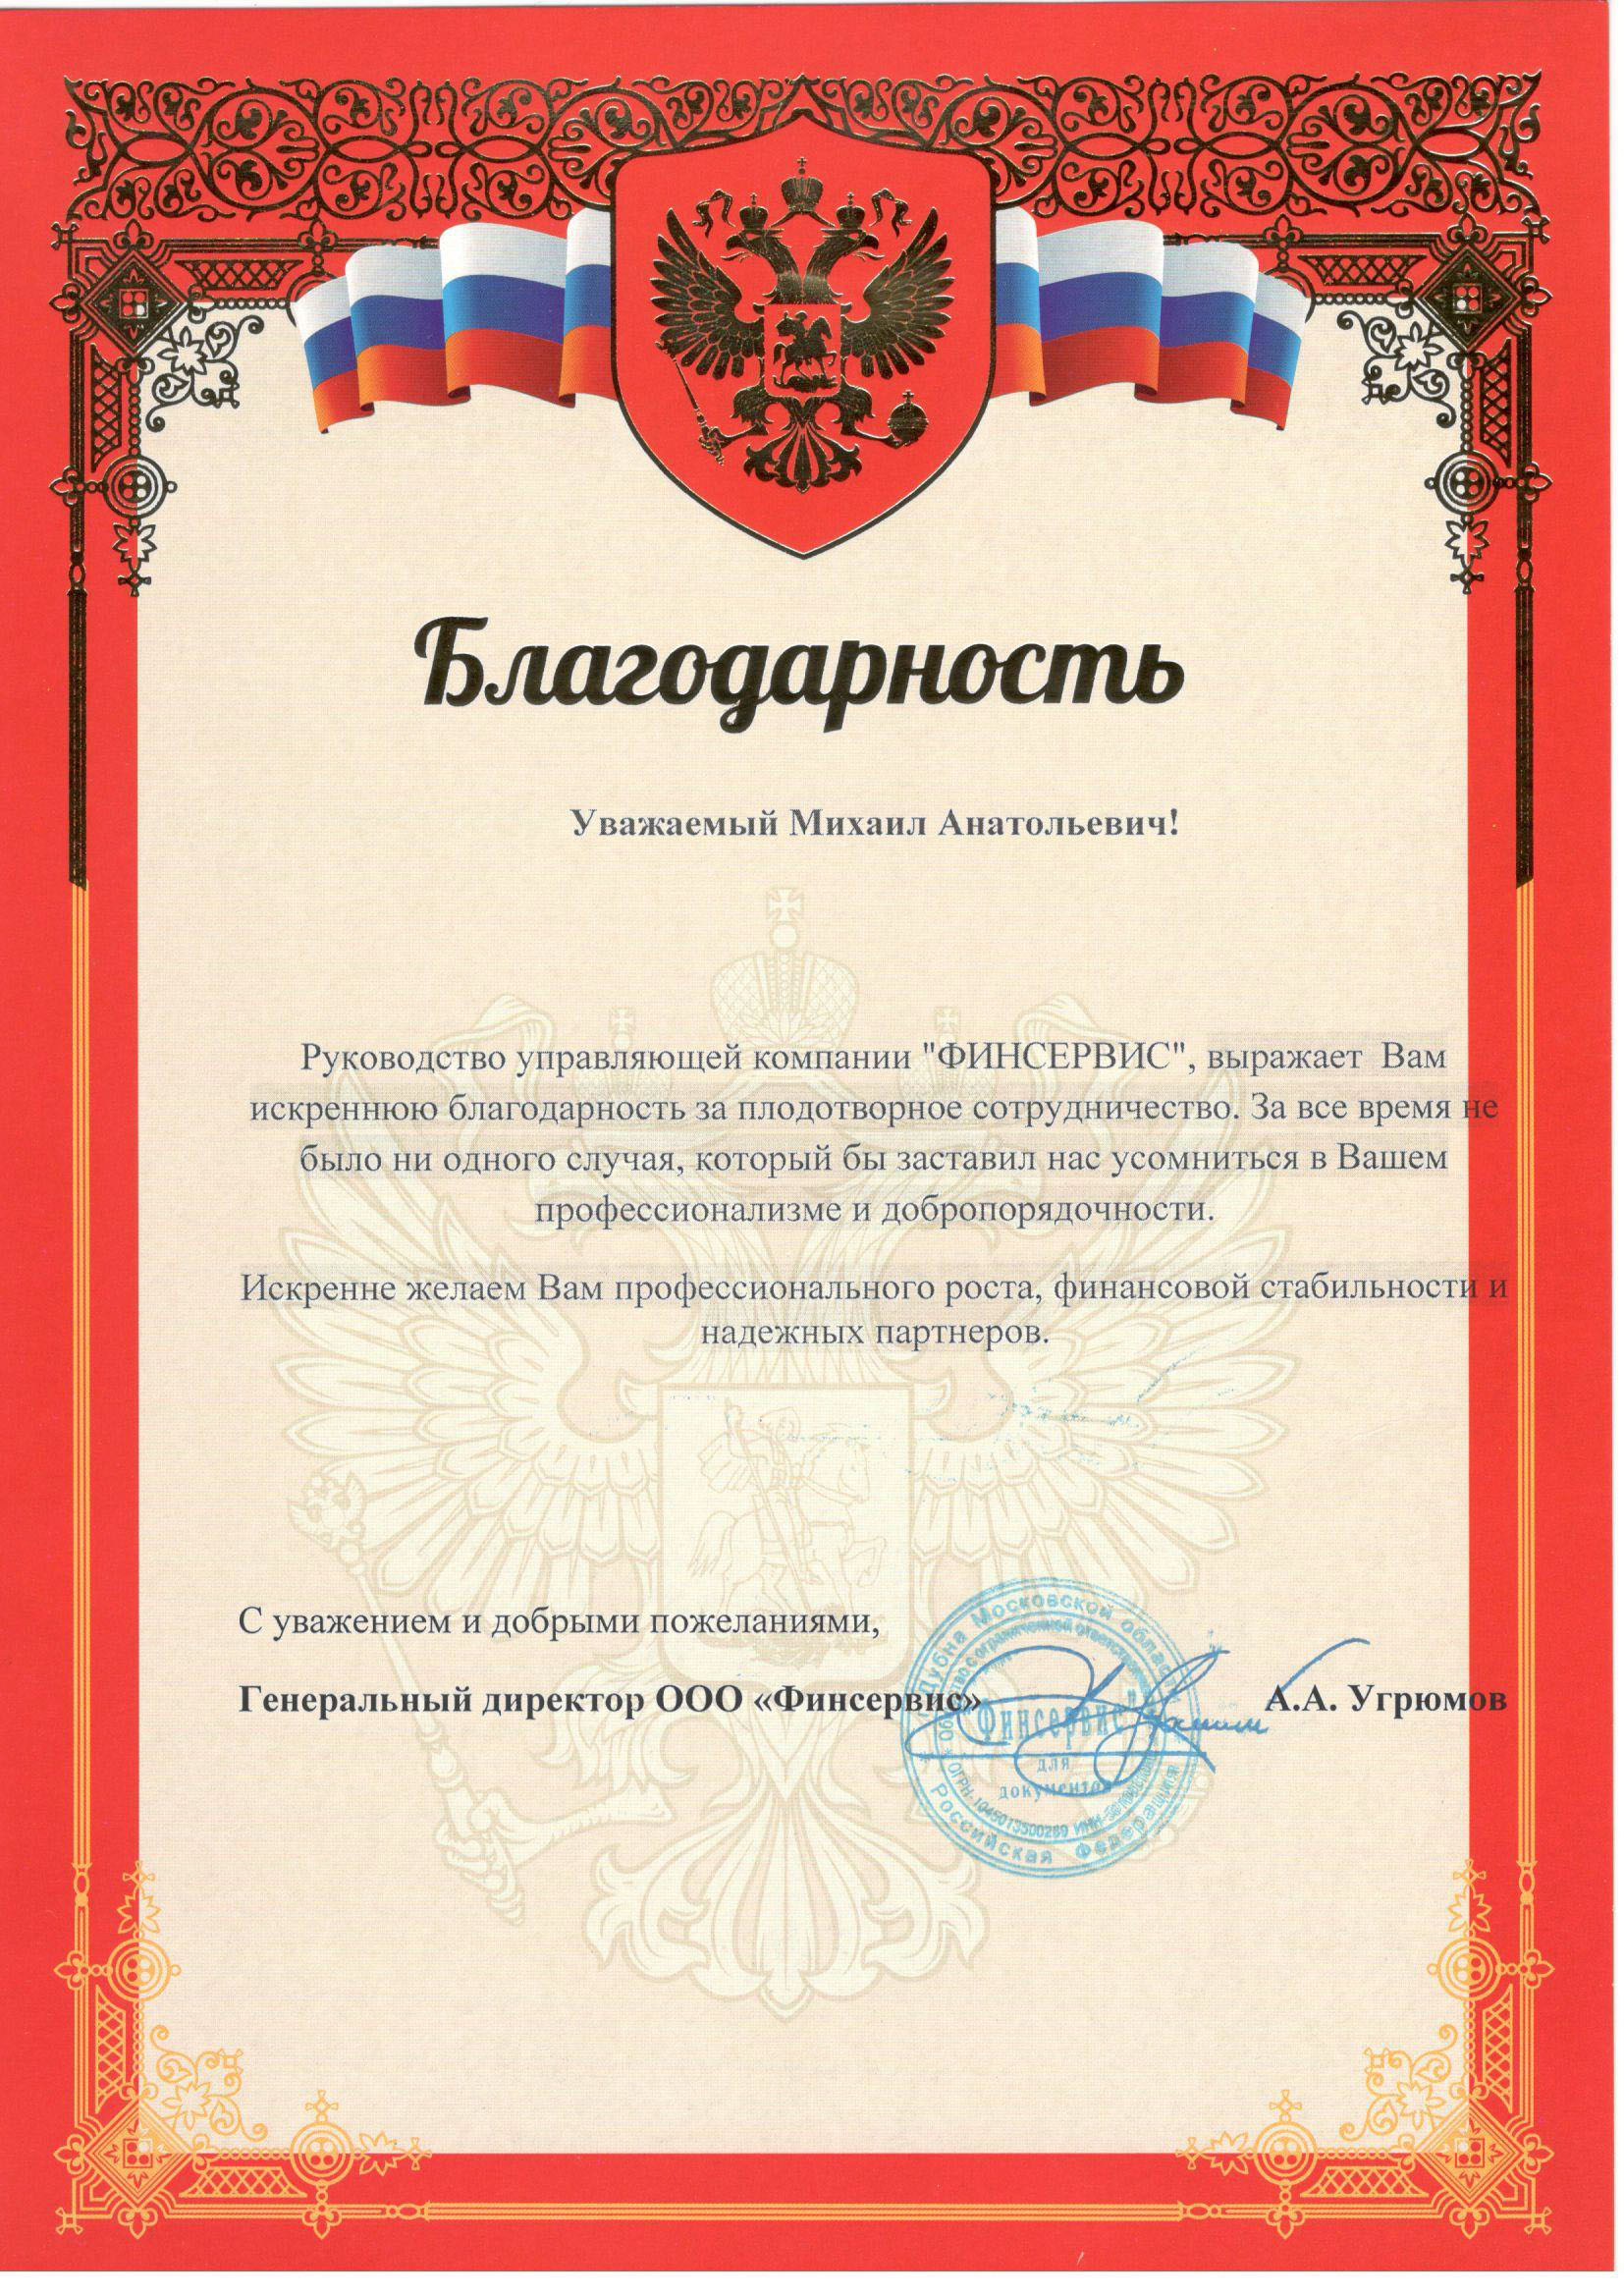 Благодарность
Уважаемый Михаил Анатольевич!
Руководство управляющей компании "ФИНСЕРВИС", выражает Вам
искреннюю благодарность за плодотворное сотрудничество. За все время не
было ни одного случая, который бы заставил нас усомниться в Вашем
профессионализме и добропорядочности.
Искренне желаем Вам профессионального роста, финансовой стабильности и
надежных партнеров.
С уважением и добрыми пожеланиями,
Генеральный директор ООО «Финсервис»
А.А. Угрюмов
Дубна Московской области
Российская Федерация
ОГРН 1045013500289 ИНН
"Финсервис"
для
документов